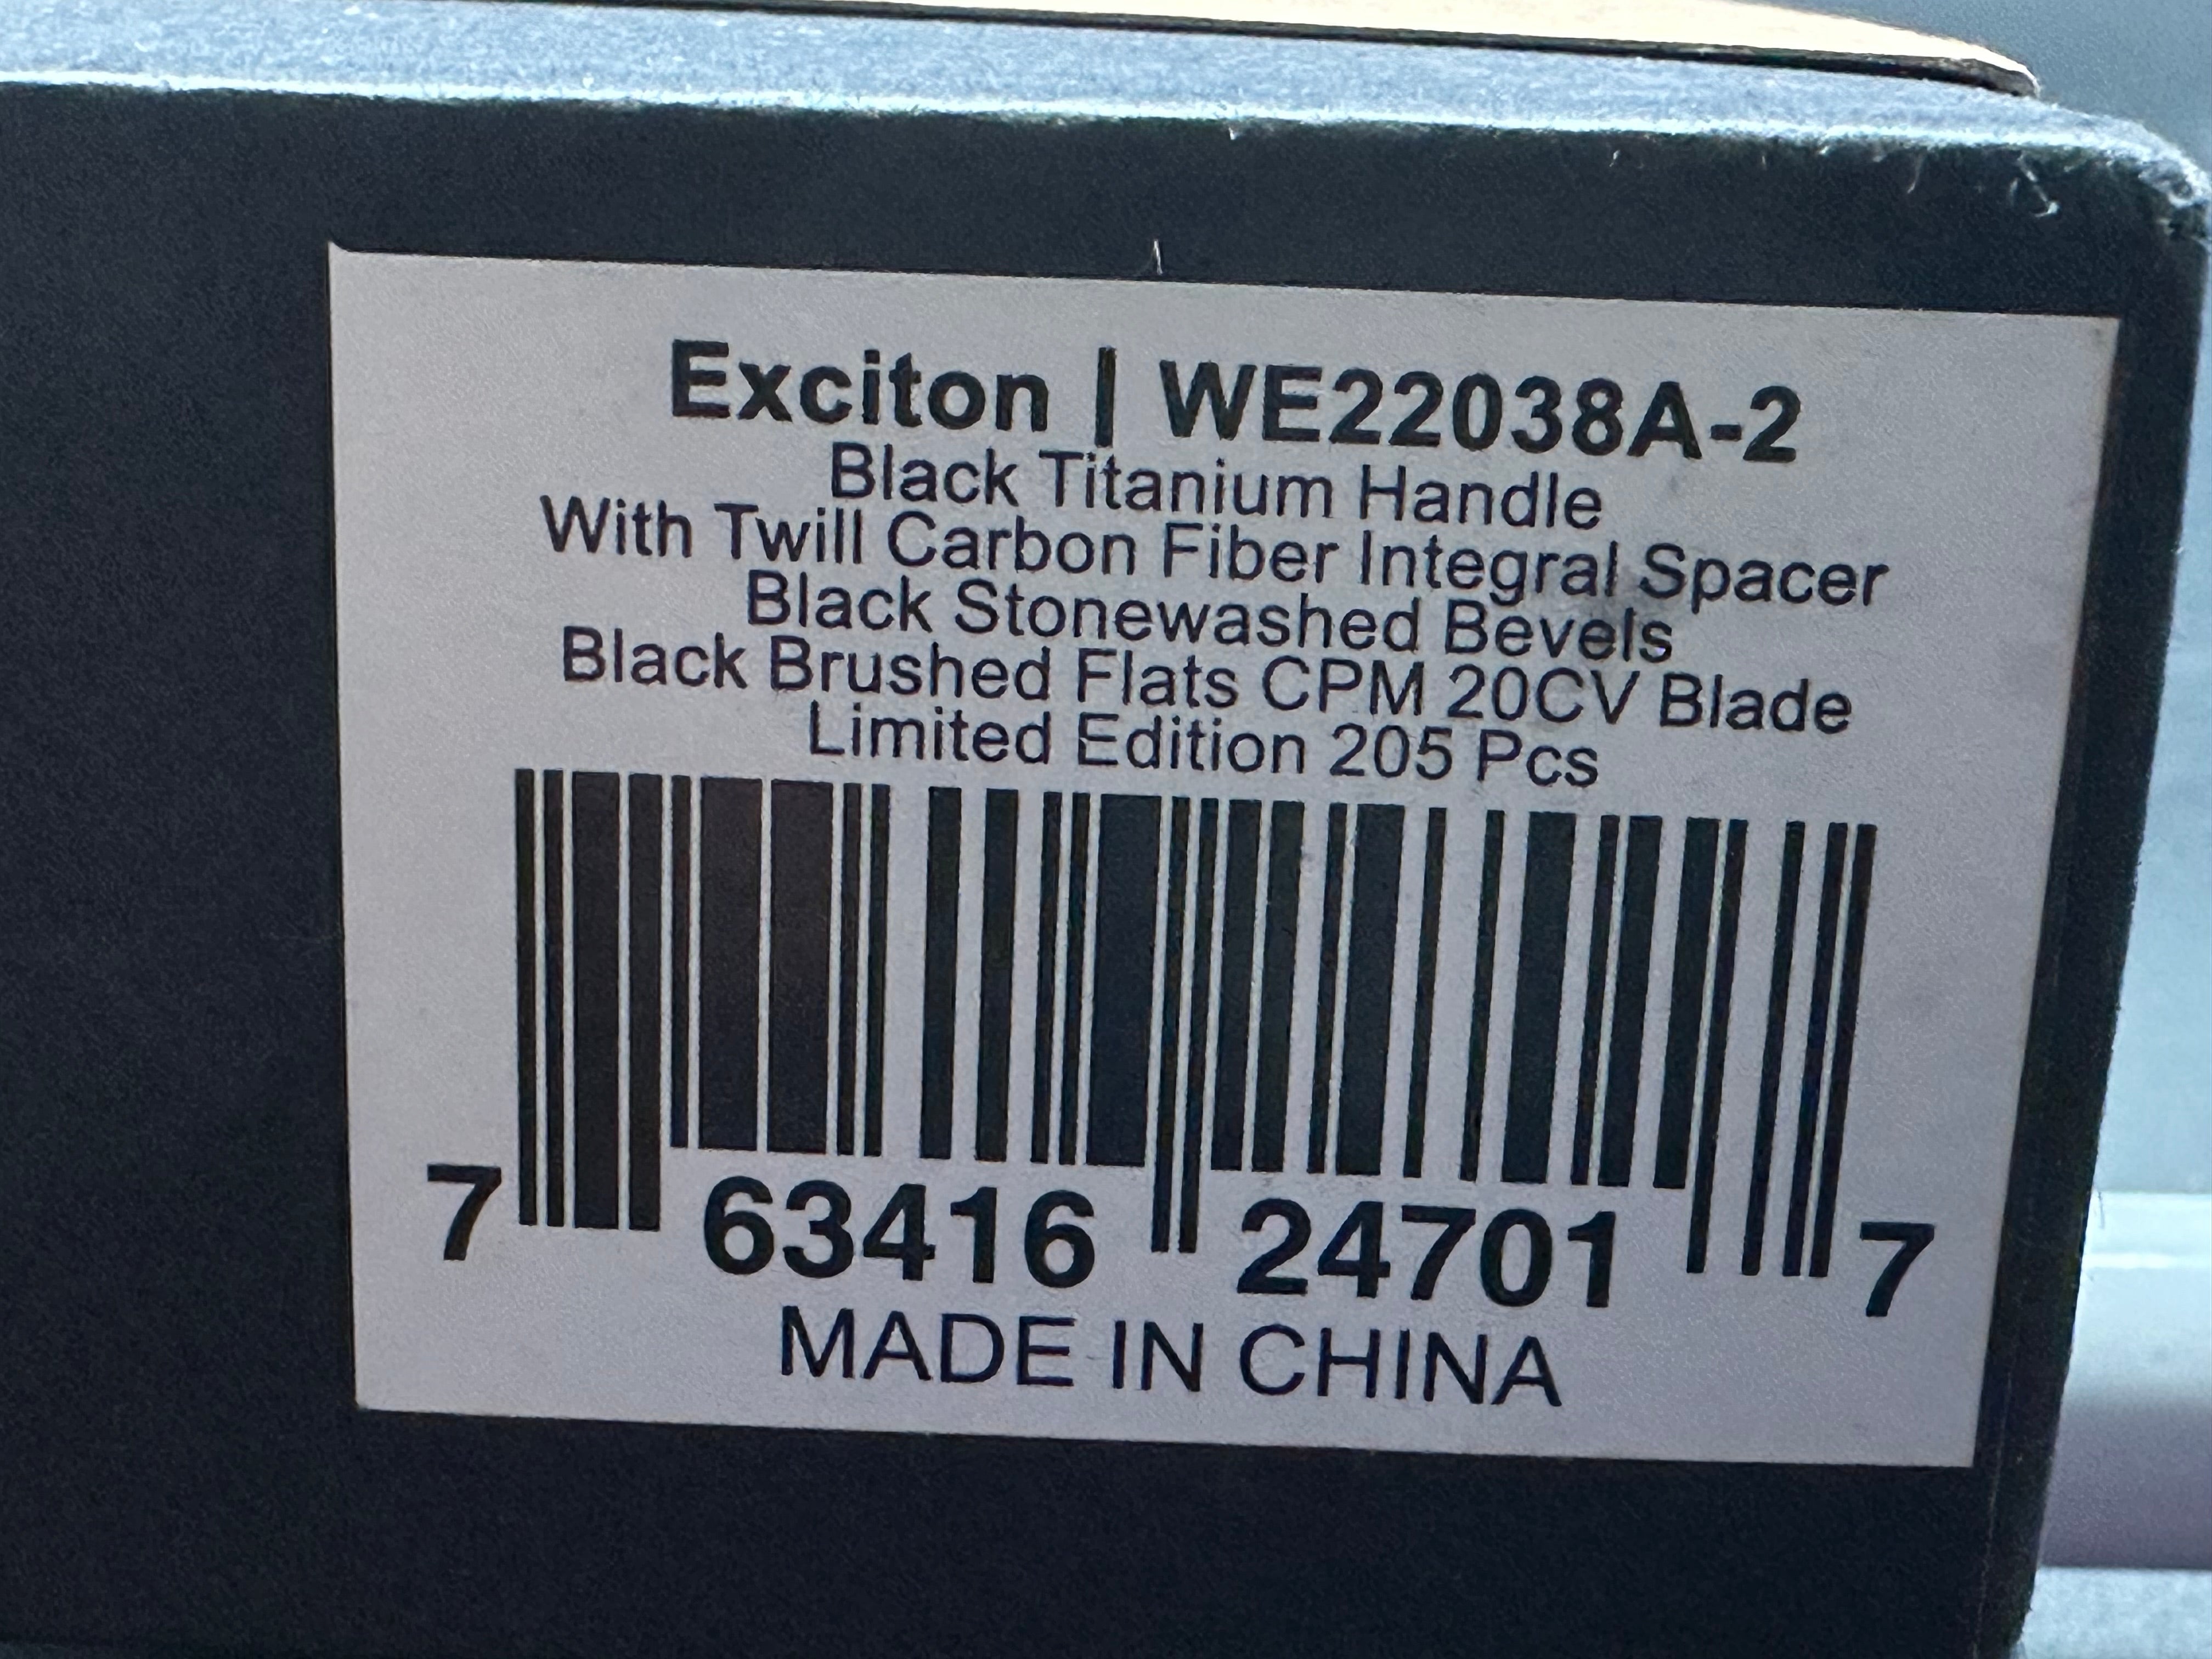 Exciton | WE22038A-2
Black Titanium Handle
With Twill Carbon Fiber Integral Spacer
Black Stonewashed Bevels
Black Brushed Flats CPM 20CV Blade
Limited Edition 205 Pcs
7 63416 24701 7
MADE IN CHINA